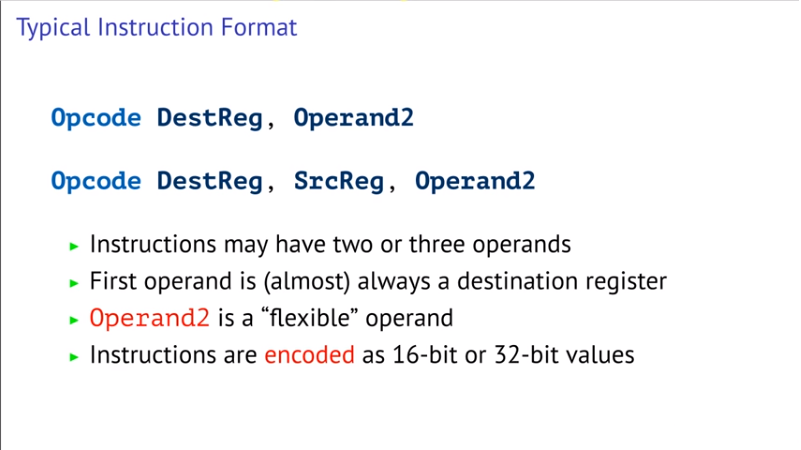 Typical Instruction Format
Opcode DestReg, Operand2
Opcode DestReg, SrcReg, Operand2
▸ Instructions may have two or three operands
▸ First operand is (almost) always a destination register
▸ Operand2 is a “flexible” operand
▸ Instructions are encoded as 16-bit or 32-bit values